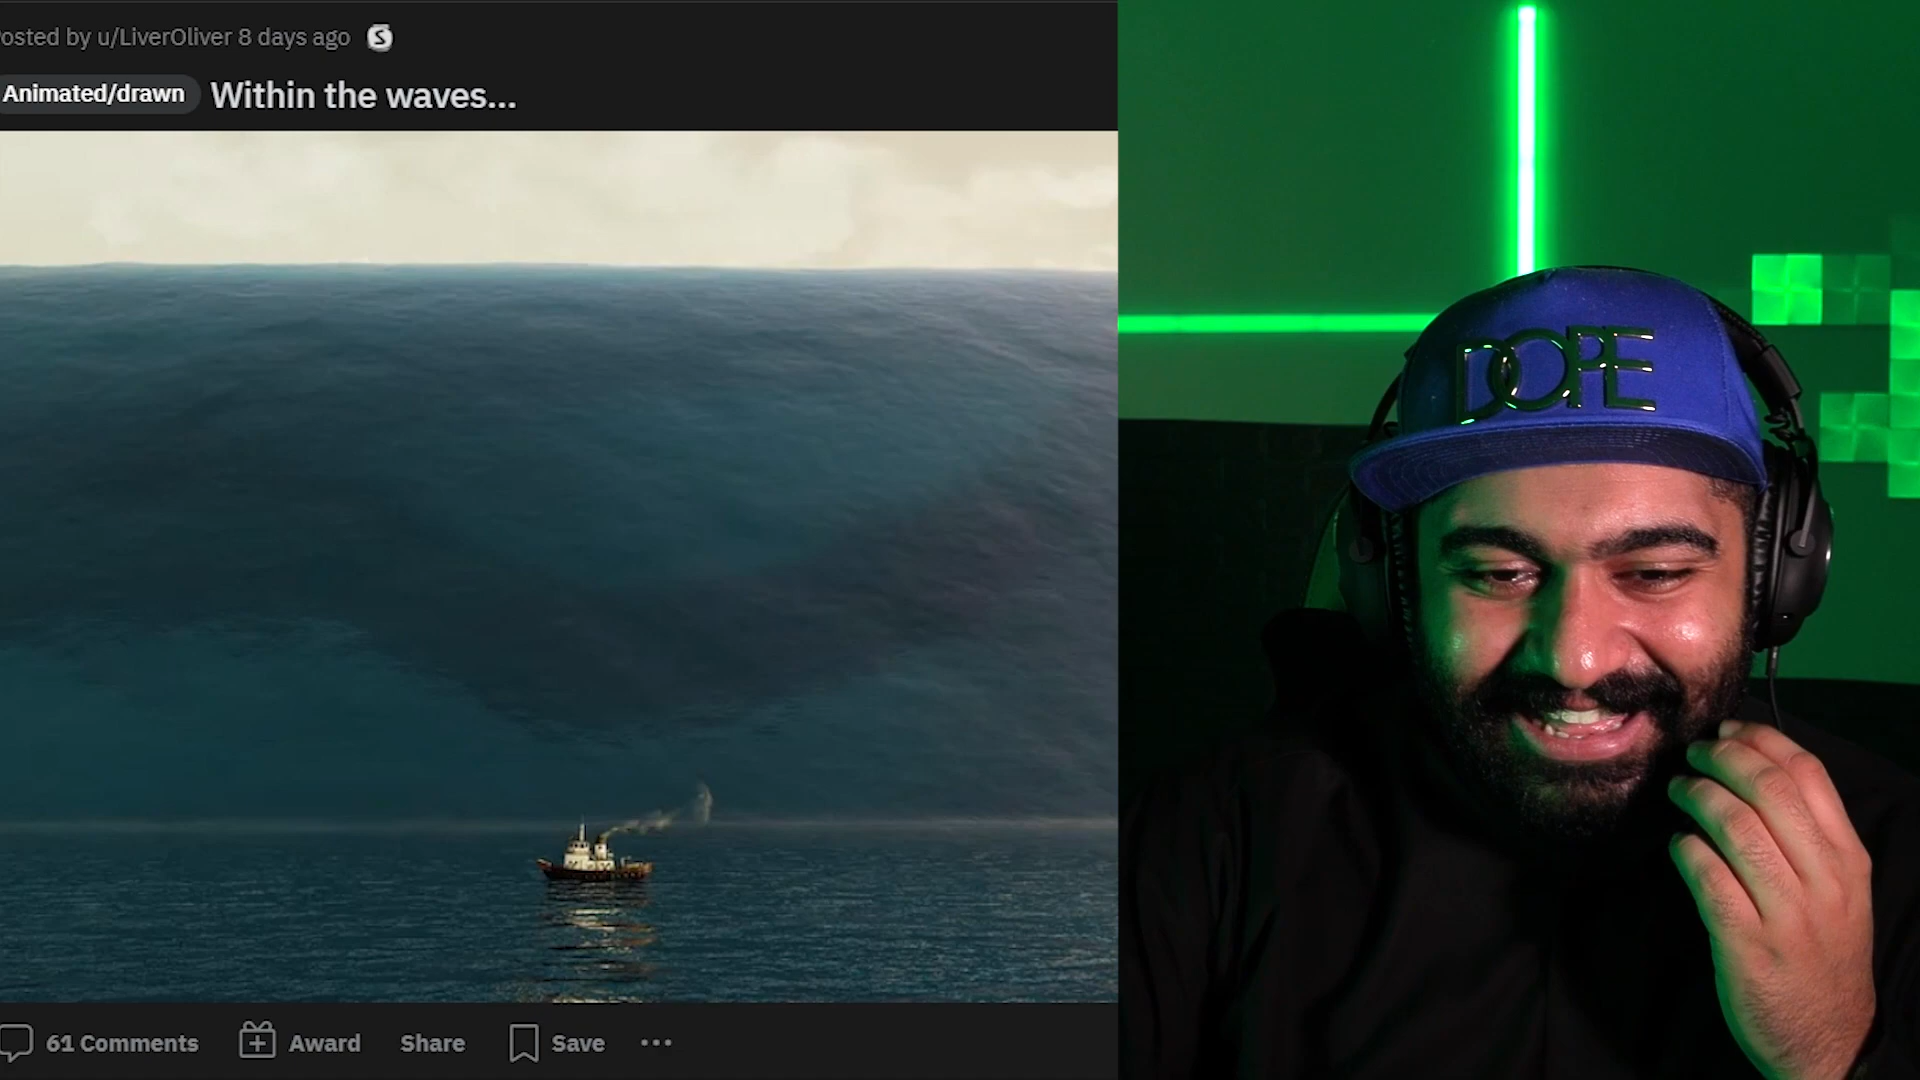 osted by u/LiverOliver 8 days ago
Animated/drawn Within the waves...
DOPE
61 Comments Award Share Save